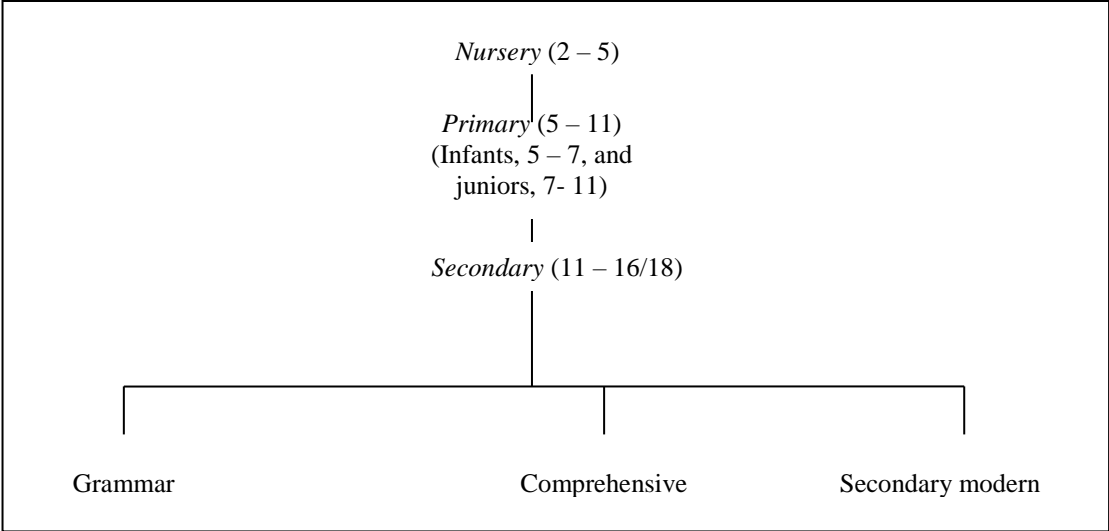 Nursery (2 – 5)
Primary (5 – 11)
(Infants, 5 – 7, and
juniors, 7- 11)
Secondary (11 – 16/18)
Grammar
Comprehensive
Secondary modern